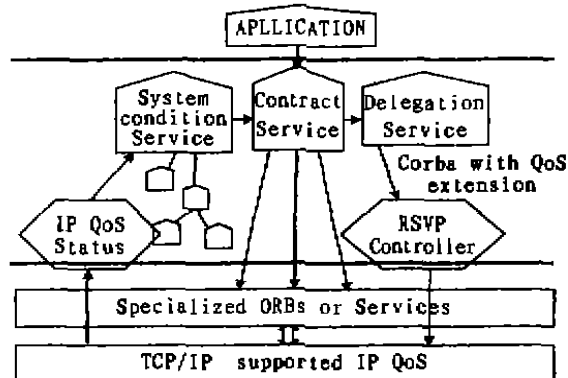 APLLICATION
System
condition
Service
Contract
Service
Delegation
Service
Corba with QoS
extension
IP QoS
Status
RSVP
Controller
Specialized ORBs or Services
TCP/IP supported IP QoS